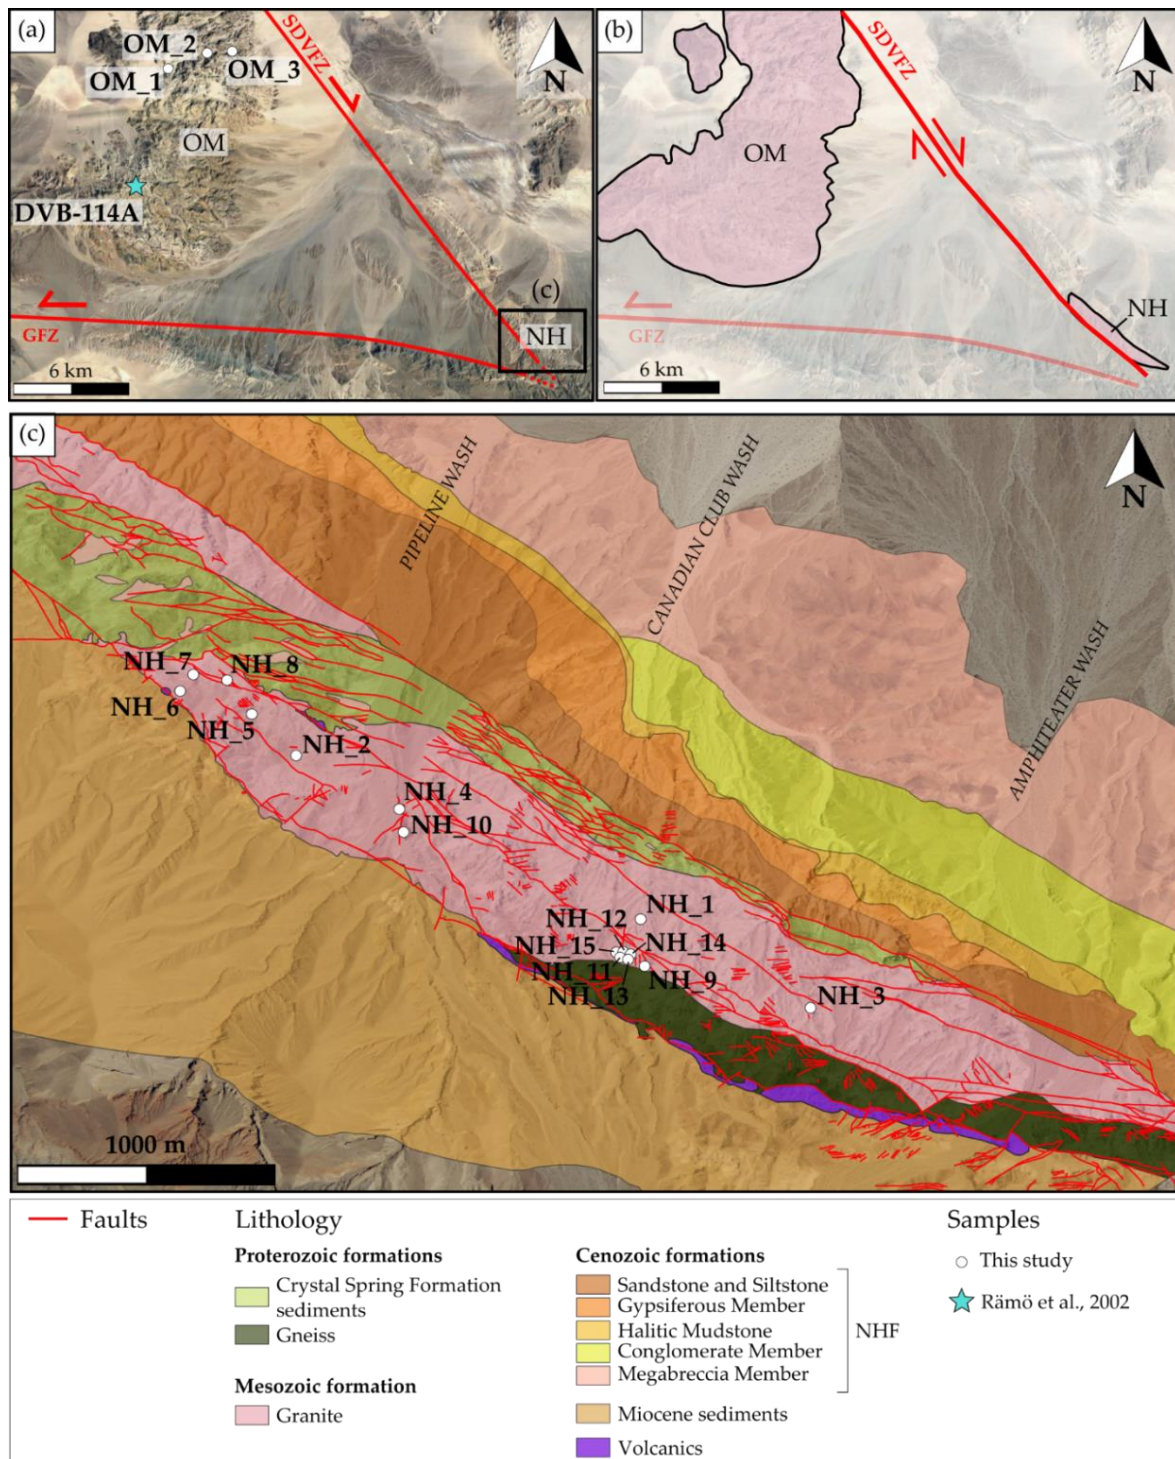 (a)
OM_2
OM_1
OM_3
SDVFZ
N
OM
DVB-114A
(c)
GFZ
NH
6 km
(b)
SDVFZ
N
OM
NH
GFZ
6 km
(c)
PIPELINE WASH
CANADIAN CLUB WASH
AMPHITEATER WASH
N
NH_7
NH_8
NH_6
NH_5
NH_2
NH_4
NH_10
NH_12
NH_1
NH_15
NH_14
NH_11
NH_9
NH_13
NH_3
1000 m
Faults
Lithology
Proterozoic formations
Crystal Spring Formation
sediments
Gneiss
Mesozoic formation
Granite
Cenozoic formations
Sandstone and Siltstone
Gypsiferous Member
Halitic Mudstone
Conglomerate Member
Megabreccia Member
NHF
Miocene sediments
Volcanics
Samples
This study
Rämö et al., 2002